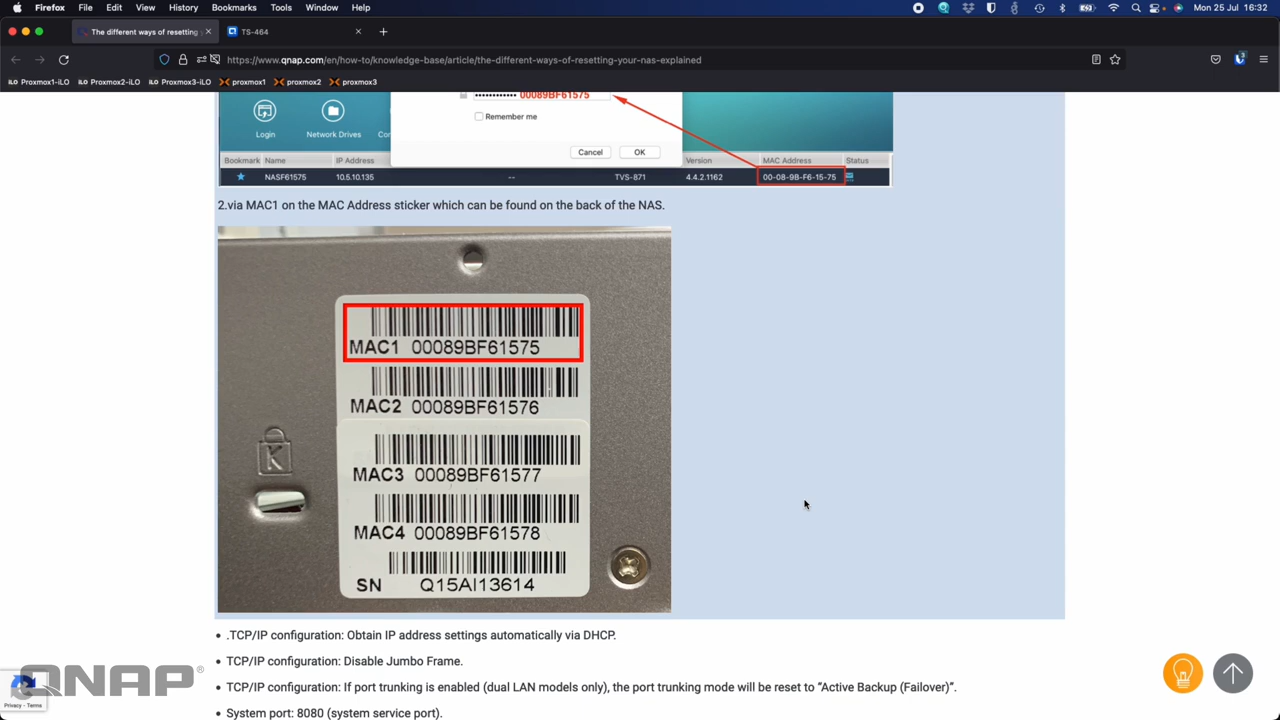 Firefox File Edit View History Bookmarks Tools Window Help Mon 25 Jul 16:32
The different ways of resetting TS-464
https://www.qnap.com/en/how-to/knowledge-base/article/the-different-ways-of-resetting-your-nas-explained
iLO Proxmox1-iLO iLO Proxmox2-iLO iLO Proxmox3-iLO proxmox1 proxmox2 proxmox3
00089BF61575
Login Network Drives Con Remember me
Cancel OK
Bookmark Name IP Address Version MAC Address Status
NASF61575 10.5.10.135 -- TVS-871 4.4.2.1162 00-08-9B-F6-15-75
2.via MAC1 on the MAC Address sticker which can be found on the back of the NAS.
MAC1 00089BF61575
MAC2 00089BF61576
MAC3 00089BF61577
K
MAC4 00089BF61578
SN Q15AI13614
.TCP/IP configuration: Obtain IP address settings automatically via DHCP.
TCP/IP configuration: Disable Jumbo Frame.
TCP/IP configuration: If port trunking is enabled (dual LAN models only), the port trunking mode will be reset to “Active Backup (Failover)”.
System port: 8080 (system service port).
QNAP®
Privacy - Terms